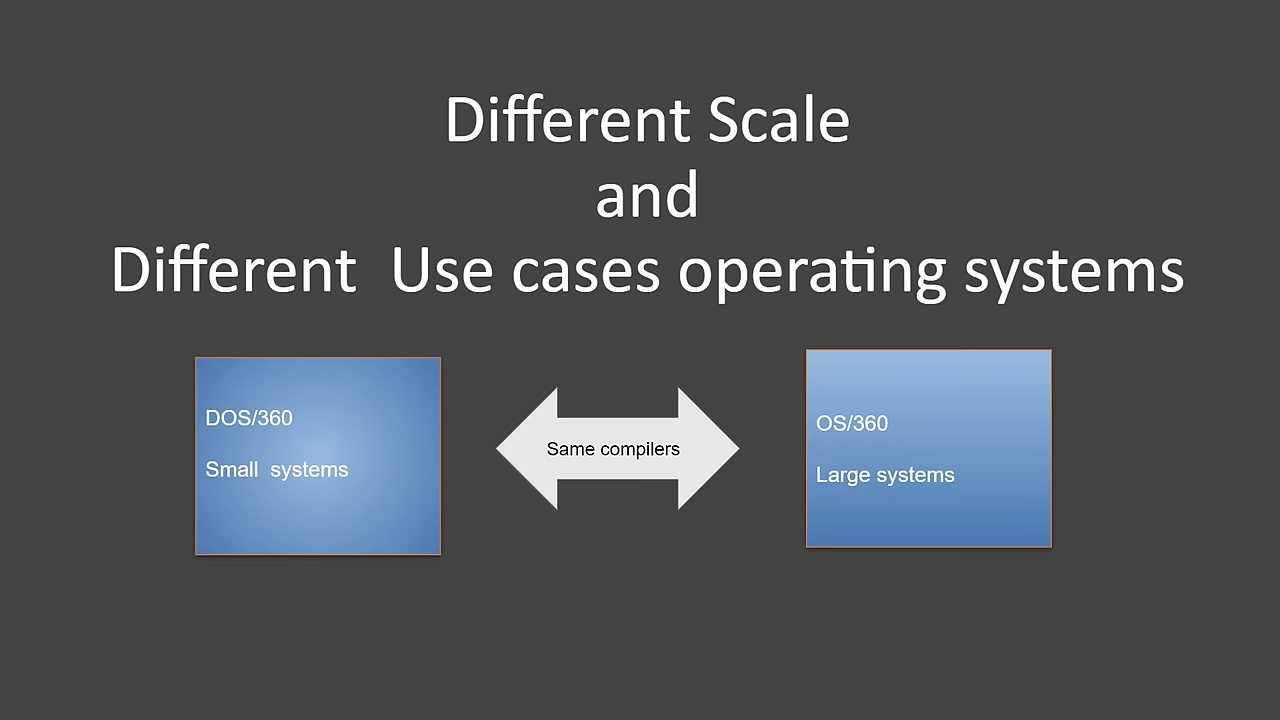 Different Scale
and
Different  Use cases operating systems
DOS/360
Small  systems
Same compilers
OS/360
Large systems